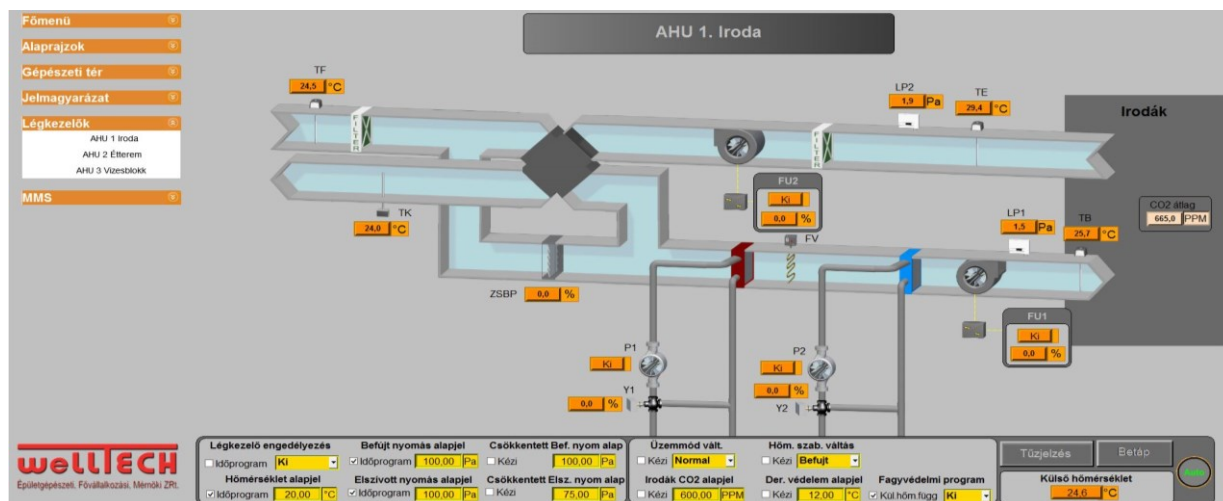 Főmenü
Alaprajzok
Gépészeti tér
Jelmagyarázat
Légkezelők
AHU 1 Iroda
AHU 2 Étterem
AHU 3 Vizesblokk
MMS
AHU 1. Iroda
TF
24,5 °C
FILTER
TK
24,0 °C
ZSBP 0,0 %
FU2
Ki
0,0 %
FV
FILTER
LP2
1,9 Pa
TE
29,4 °C
Irodák
CO2 átlag
665,0 PPM
LP1
1,5 Pa
TB
25,7 °C
FU1
Ki
0,0 %
P1
Ki
Y1
0,0 %
P2
Ki
0,0 %
Y2
wellTECH
Épületgépészeti, Fővállalkozási, Mérnöki ZRt.
Légkezelő engedélyezés
Időprogram Ki
Hőmérséklet alapjel
Időprogram 20,00 °C
Befújt nyomás alapjel
Időprogram 100,00 Pa
Elszívott nyomás alapjel
Időprogram 100,00 Pa
Csökkentett Bef. nyom alap
Kézi 100,00 Pa
Csökkentett Elsz. nyom alap
Kézi 75,00 Pa
Üzemmód vált.
Kézi Normal
Irodák CO2 alapjel
Kézi 600,00 PPM
Hőm. szab. váltás
Kézi Befujt
Der. védelem alapjel
Kézi 12,00 °C
Fagyvédelmi program
Kül.hőm.függ Ki
Tűzjelzés
Betáp
Külső hőmérséklet
24,6 °C
Auto